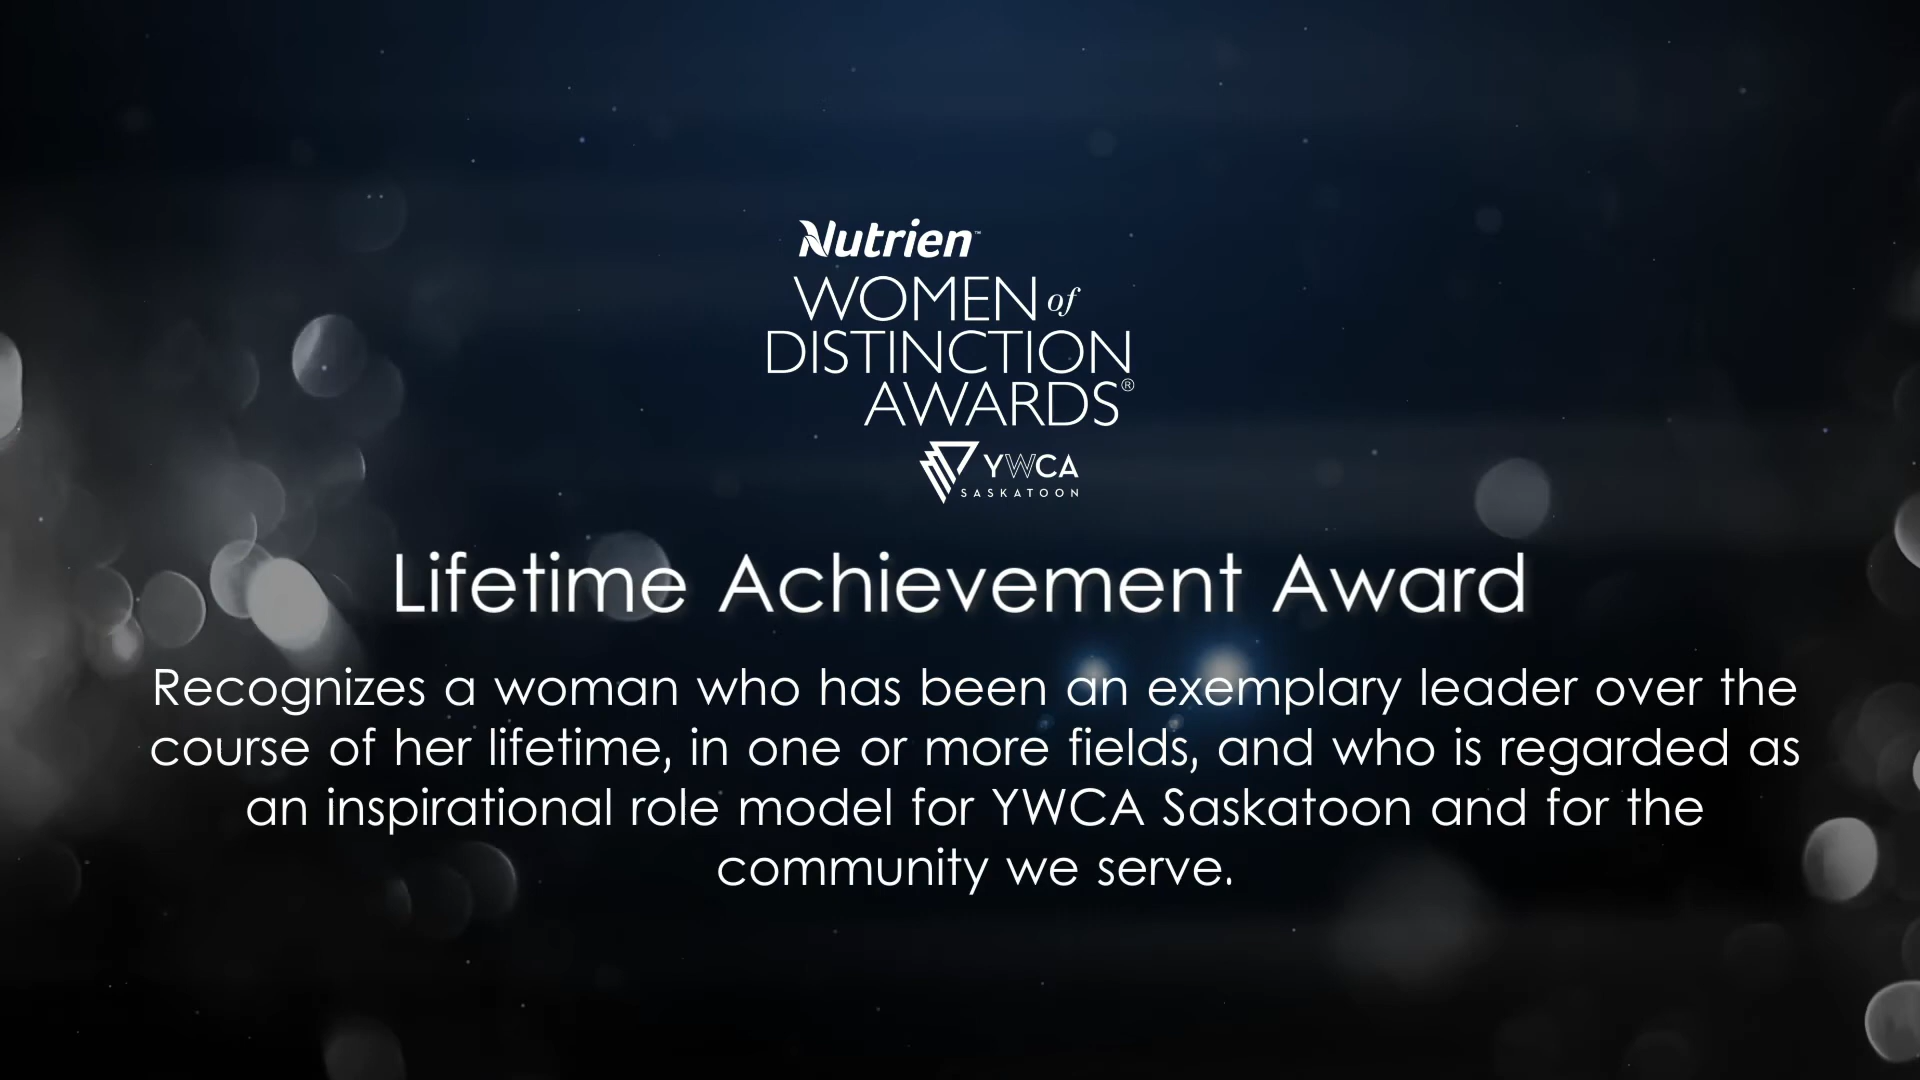 Nutrien™
WOMEN of
DISTINCTION
AWARDS®
YWCA
SASKATOON
Lifetime Achievement Award
Recognizes a woman who has been an exemplary leader over the
course of her lifetime, in one or more fields, and who is regarded as
an inspirational role model for YWCA Saskatoon and for the
community we serve.